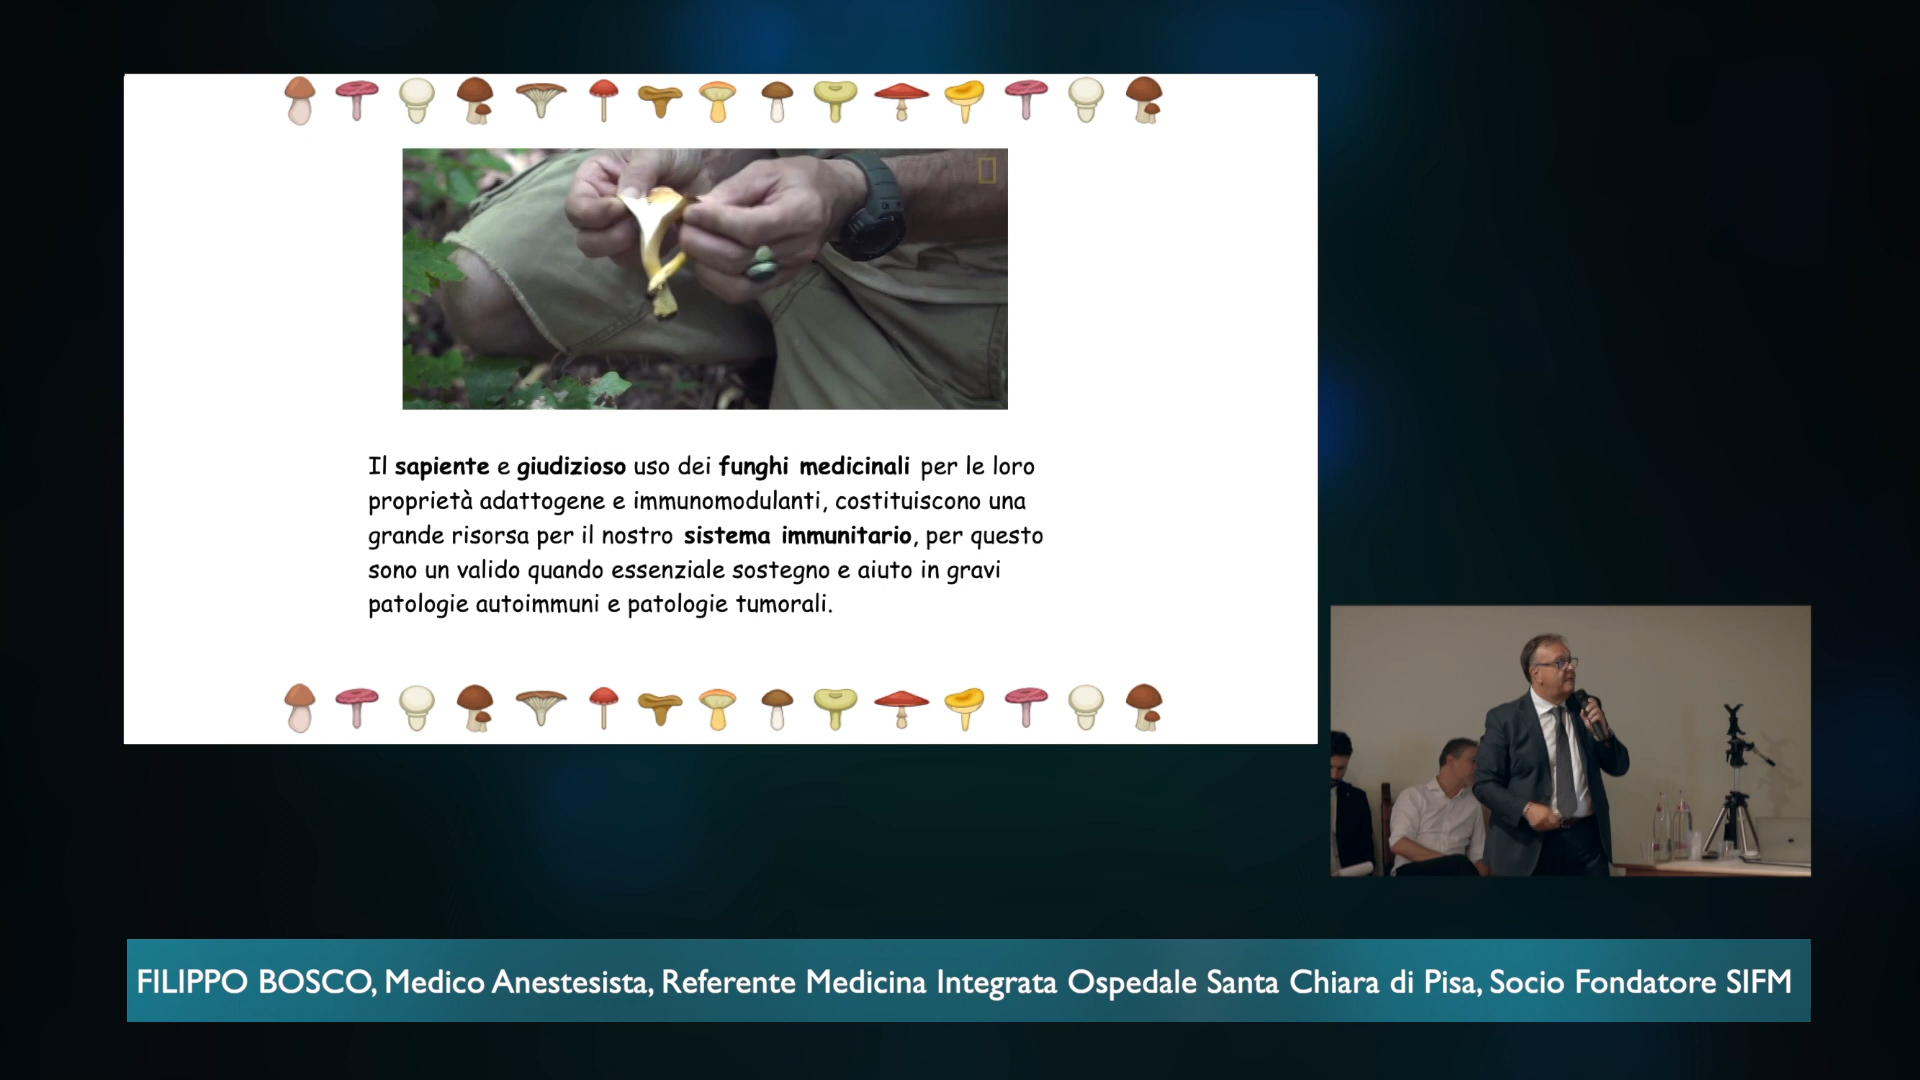 Il sapiente e giudizioso uso dei funghi medicinali per le loro
proprietà adattogene e immunomodulanti, costituiscono una
grande risorsa per il nostro sistema immunitario, per questo
sono un valido quando essenziale sostegno e aiuto in gravi
patologie autoimmuni e patologie tumorali.
FILIPPO BOSCO, Medico Anestesista, Referente Medicina Integrata Ospedale Santa Chiara di Pisa, Socio Fondatore SIFM